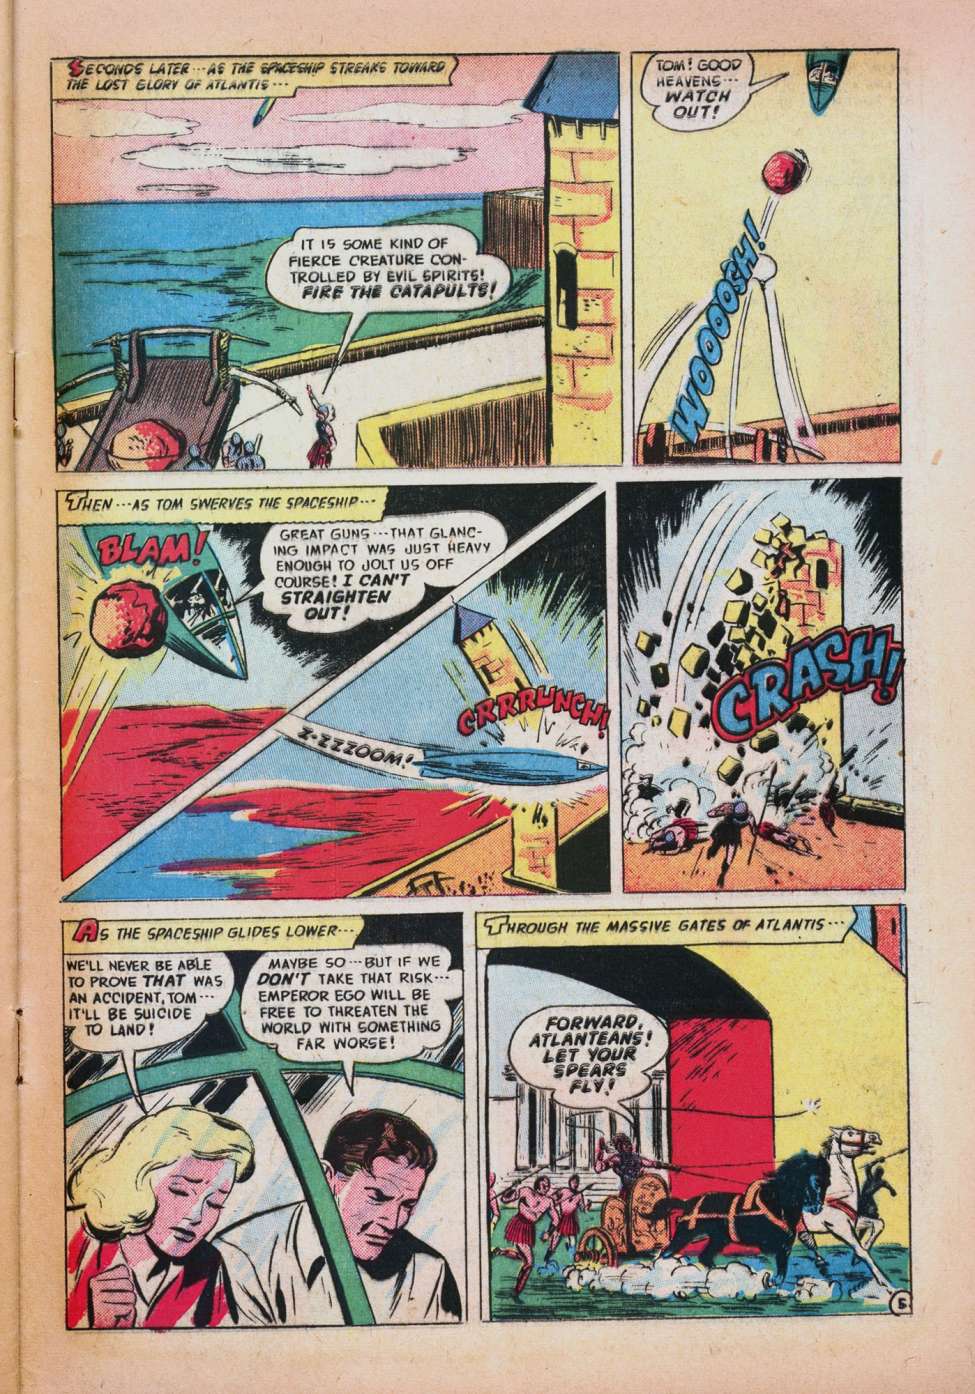 SECONDS LATER---AS THE SPACESHIP STREAKS TOWARD
THE LOST GLORY OF ATLANTIS---
IT IS SOME KIND OF
FIERCE CREATURE CON-
TROLLED BY EVIL SPIRITS!
FIRE THE CATAPULTS!
TOM! GOOD
HEAVENS---
WATCH
OUT!
WOOOOSH!
THEN---AS TOM SWERVES THE SPACESHIP---
BLAM!
GREAT GUNS---THAT GLANC-
ING IMPACT WAS JUST HEAVY
ENOUGH TO JOLT US OFF
COURSE! I CAN'T
STRAIGHTEN
OUT!
CRRRUNCH!
Z-ZZZOOM!
CRASH!
AS THE SPACESHIP GLIDES LOWER---
WE'LL NEVER BE ABLE
TO PROVE THAT WAS
AN ACCIDENT, TOM---
IT'LL BE SUICIDE
TO LAND!
MAYBE SO---BUT IF WE
DON'T TAKE THAT RISK---
EMPEROR EGO WILL BE
FREE TO THREATEN THE
WORLD WITH SOMETHING
FAR WORSE!
THROUGH THE MASSIVE GATES OF ATLANTIS---
FORWARD,
ATLANTEANS!
LET YOUR
SPEARS
FLY!
5